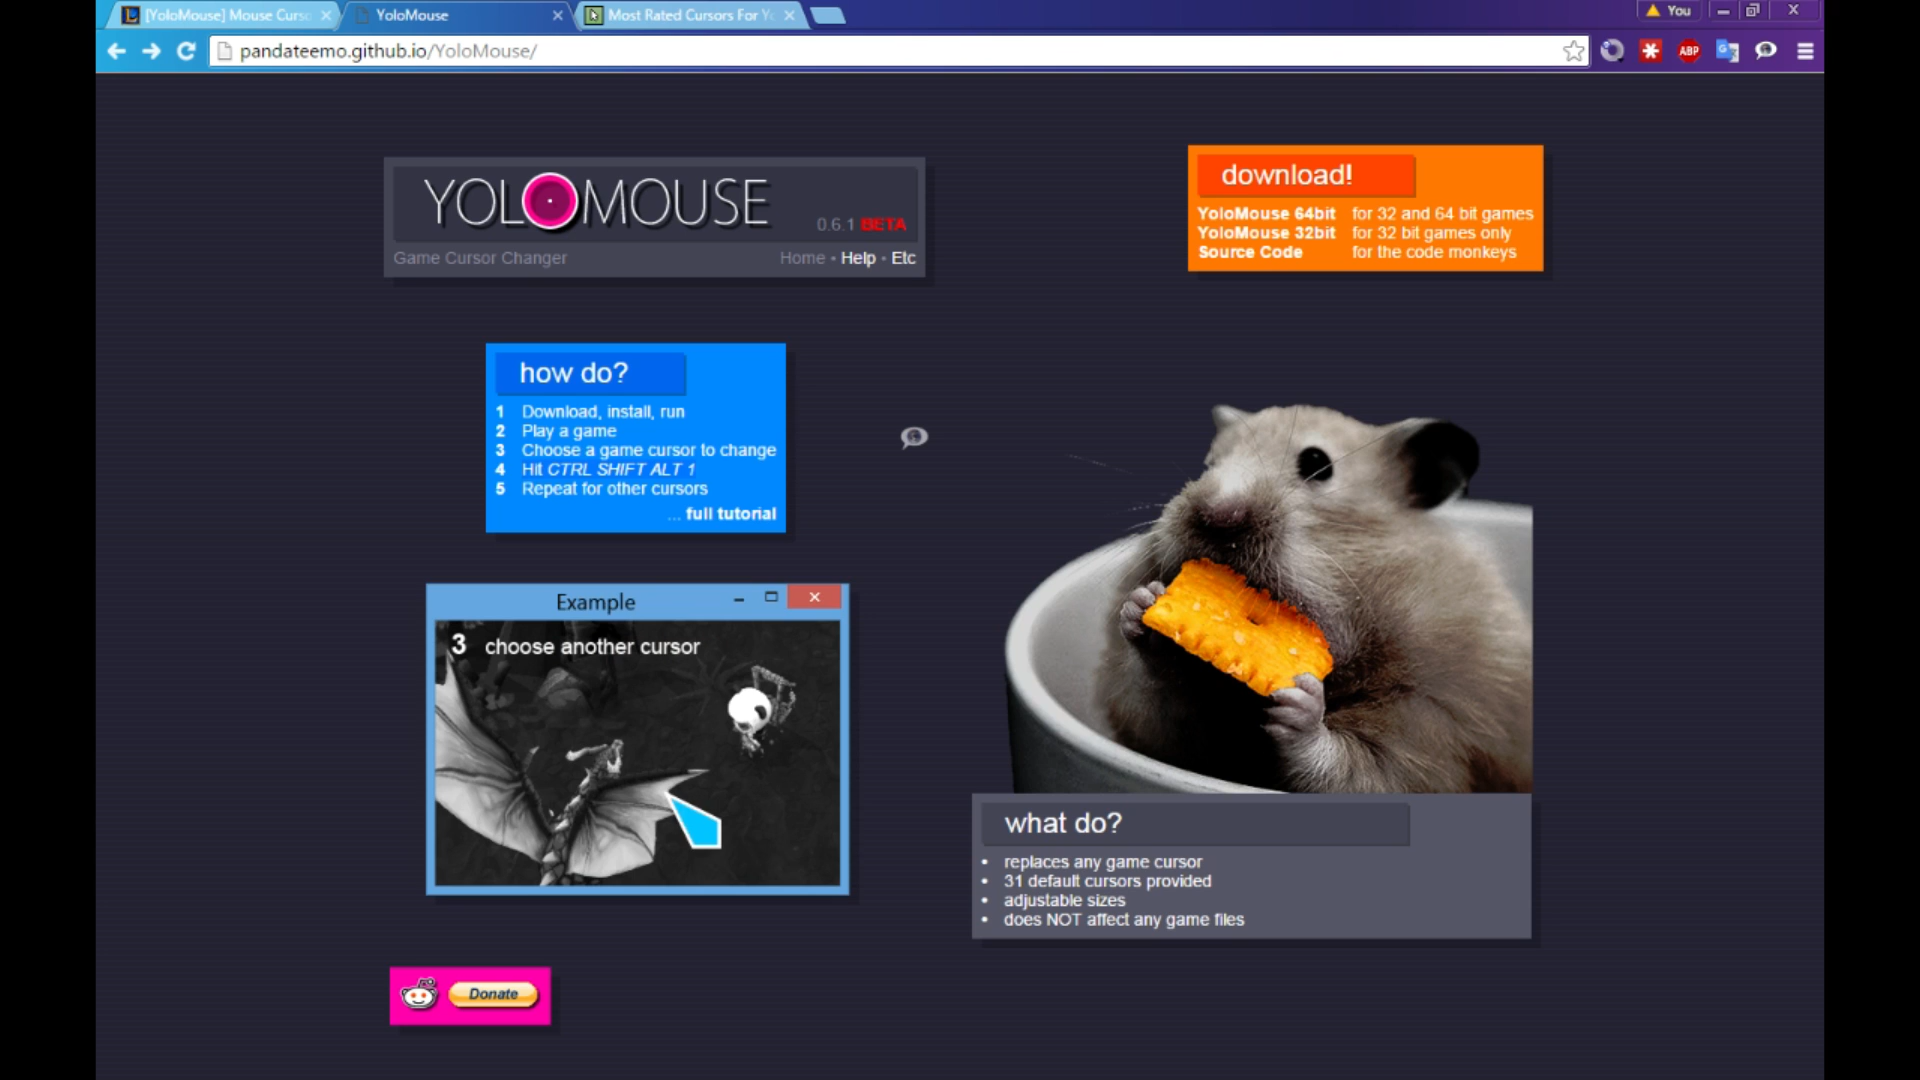 [YoloMouse] Mouse Curso
YoloMouse
Most Rated Cursors For Yo
You
pandateemo.github.io/YoloMouse/
ABP
YOLOMOUSE
0.6.1 BETA
Game Cursor Changer
Home • Help • Etc
download!
YoloMouse 64bit for 32 and 64 bit games
YoloMouse 32bit for 32 bit games only
Source Code for the code monkeys
how do?
1 Download, install, run
2 Play a game
3 Choose a game cursor to change
4 Hit CTRL SHIFT ALT 1
5 Repeat for other cursors
... full tutorial
Example
3 choose another cursor
what do?
• replaces any game cursor
• 31 default cursors provided
• adjustable sizes
• does NOT affect any game files
Donate